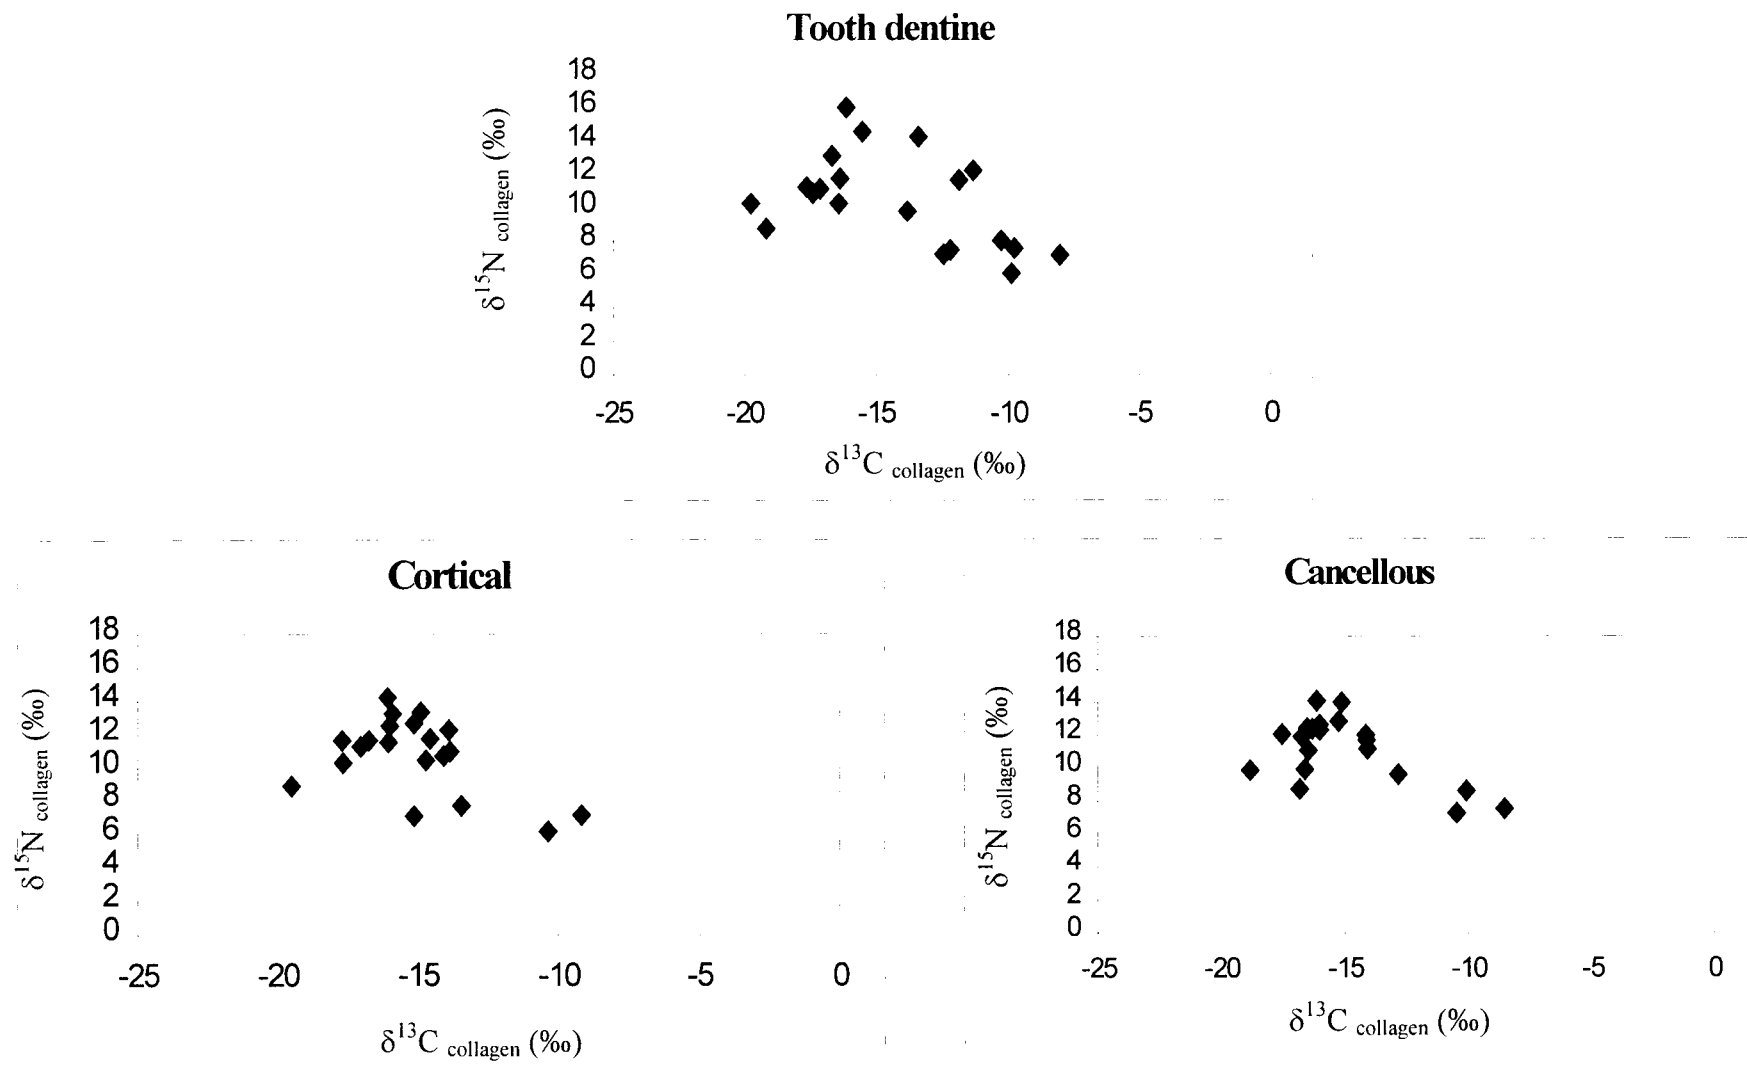 Tooth dentine
18
16
14
12
10
8
6
4
2
0
δ15N collagen (‰)
-25 -20 -15 -10 -5 0
δ13C collagen (‰)
Cortical
18
16
14
12
10
8
6
4
2
0
δ15N collagen (‰)
-25 -20 -15 -10 -5 0
δ13C collagen (‰)
Cancellous
18
16
14
12
10
8
6
4
2
0
δ15N collagen (‰)
-25 -20 -15 -10 -5 0
δ13C collagen (‰)